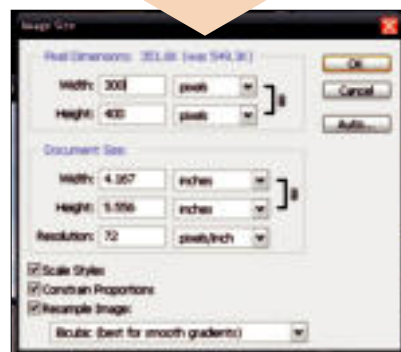 Image Size
Pixel Dimensions: 351.6K (was 549.3K)
Width: 300 pixels
Height: 400 pixels
Document Size:
Width: 4.167 inches
Height: 5.556 inches
Resolution: 72 pixels/inch
Scale Styles
Constrain Proportions
Resample Image:
Bicubic (best for smooth gradients)
OK
Cancel
Auto...